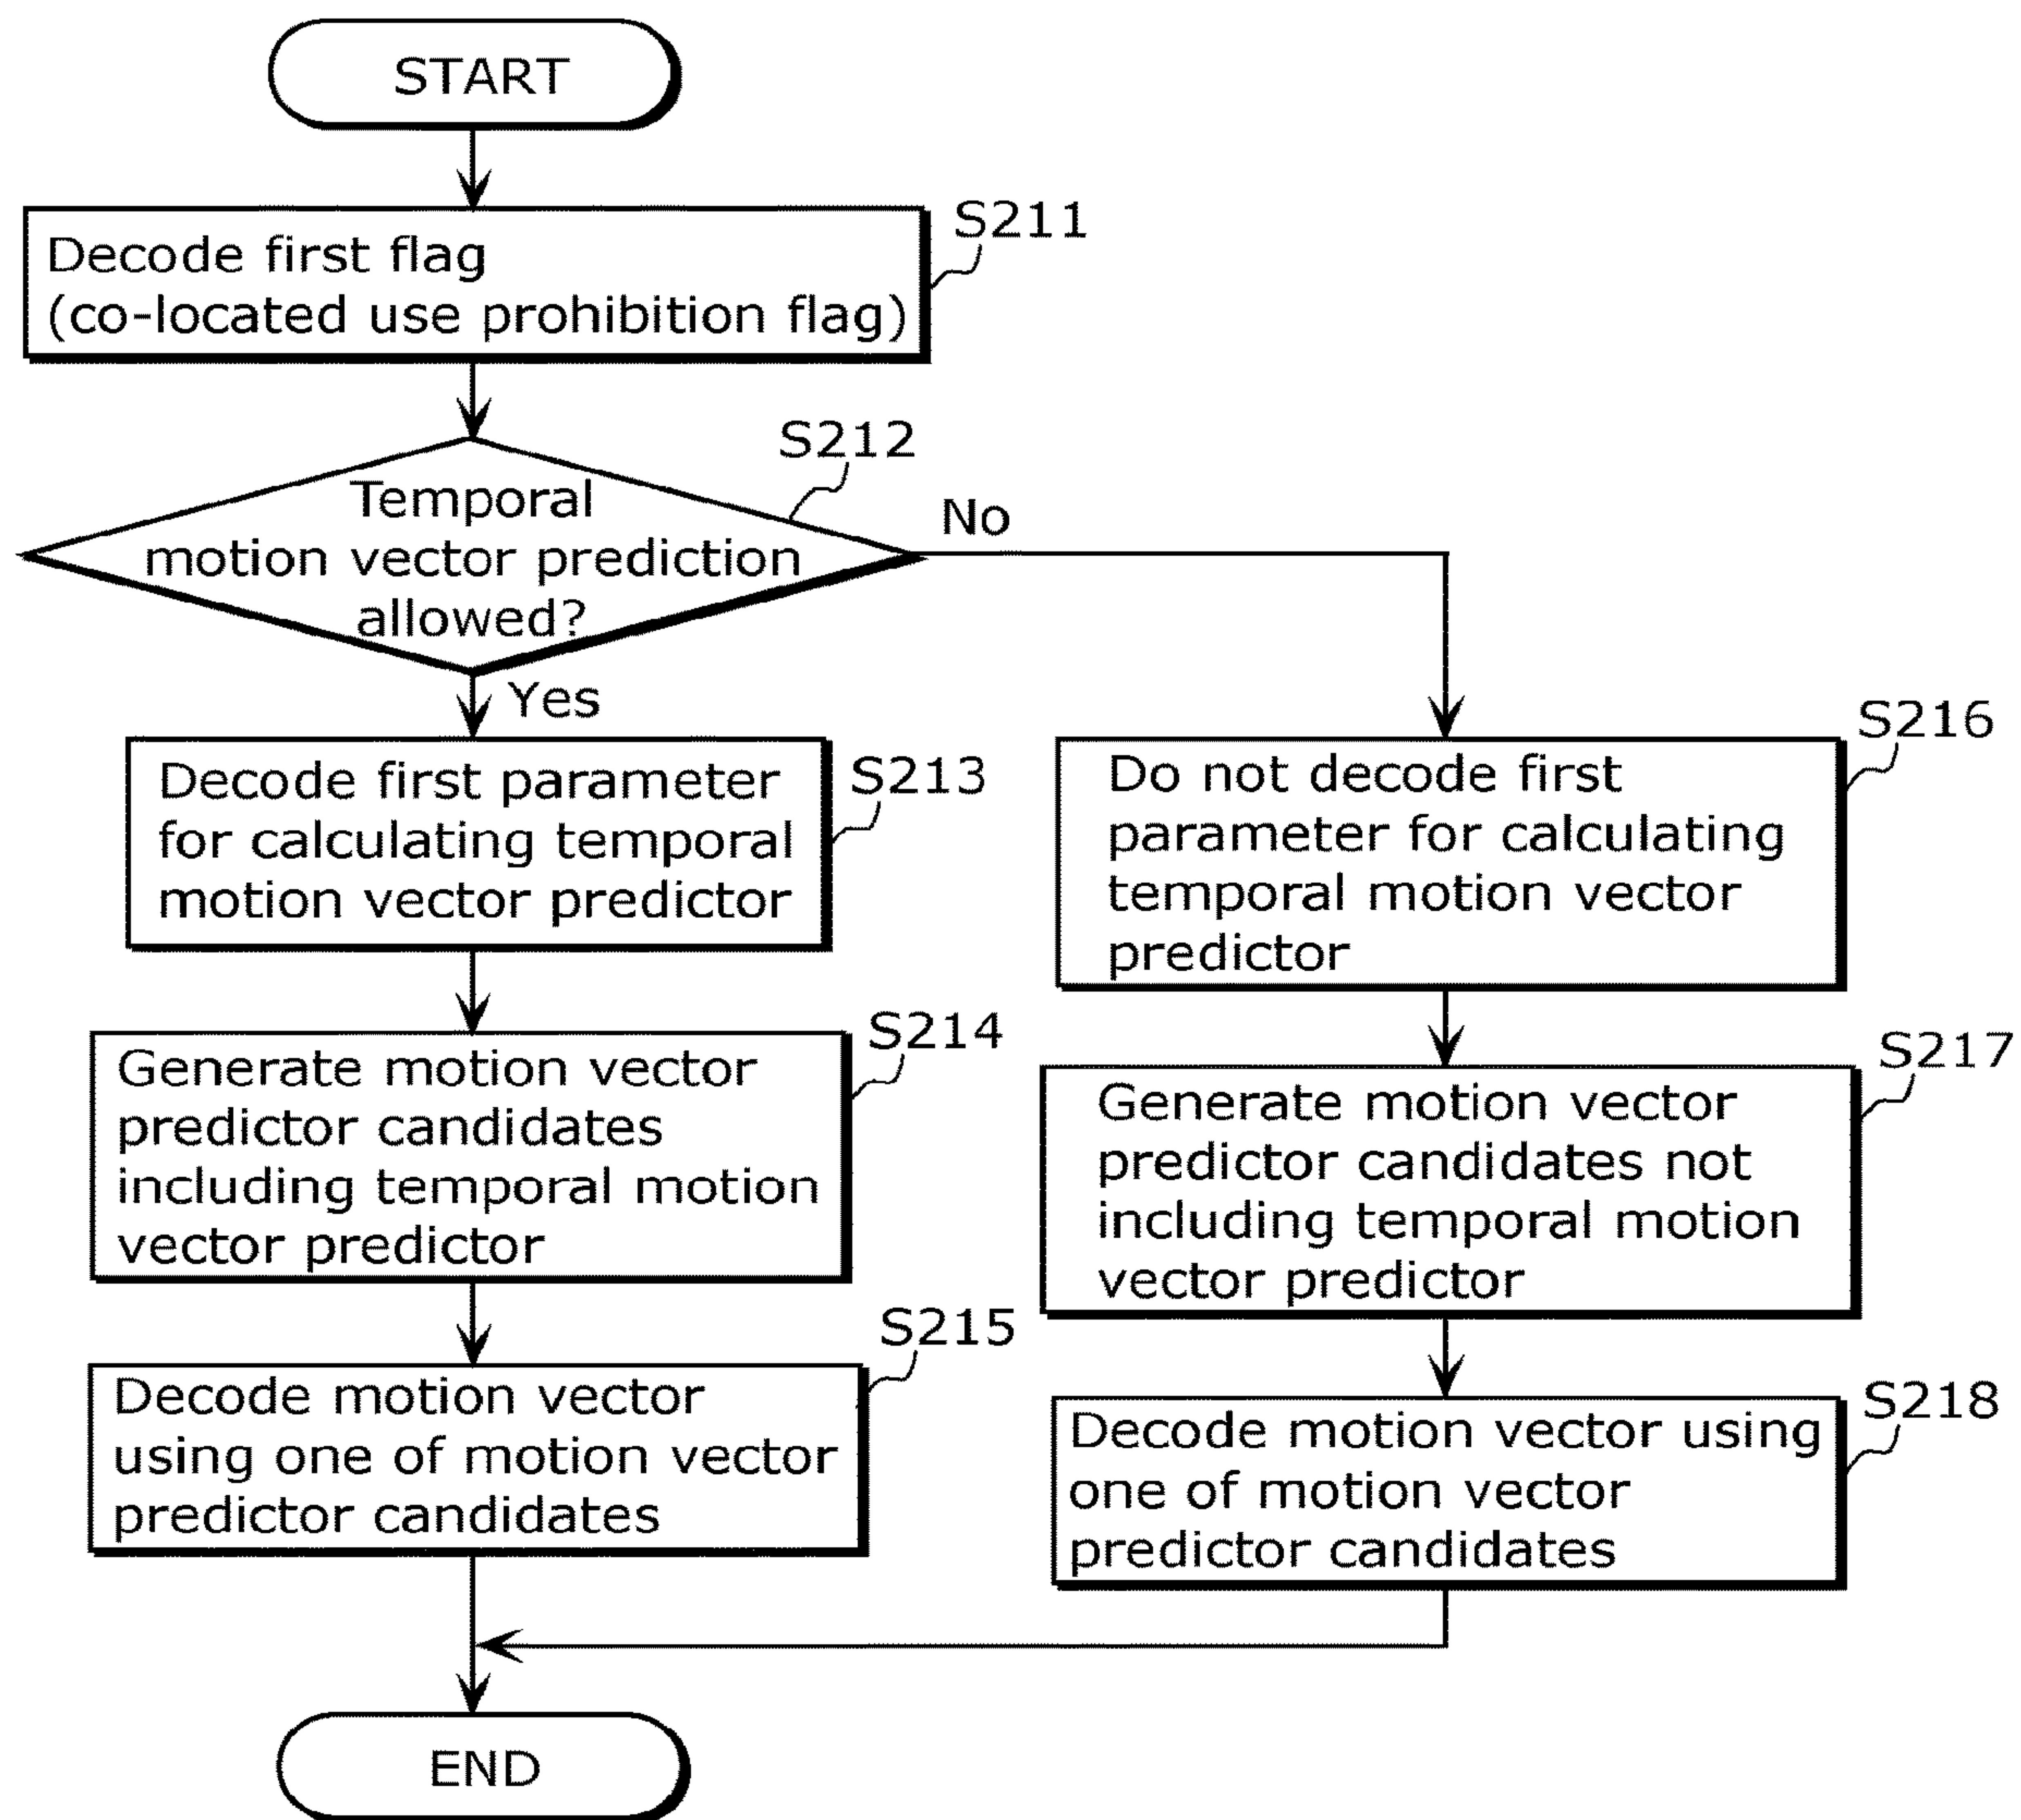 START
S211
Decode first flag
(co-located use prohibition flag)
S212
Temporal
motion vector prediction
allowed?
No
Yes
S213
Decode first parameter
for calculating temporal
motion vector predictor
S214
Generate motion vector
predictor candidates
including temporal motion
vector predictor
S215
Decode motion vector
using one of motion vector
predictor candidates
S216
Do not decode first
parameter for calculating
temporal motion vector
predictor
S217
Generate motion vector
predictor candidates not
including temporal motion
vector predictor
S218
Decode motion vector using
one of motion vector
predictor candidates
END